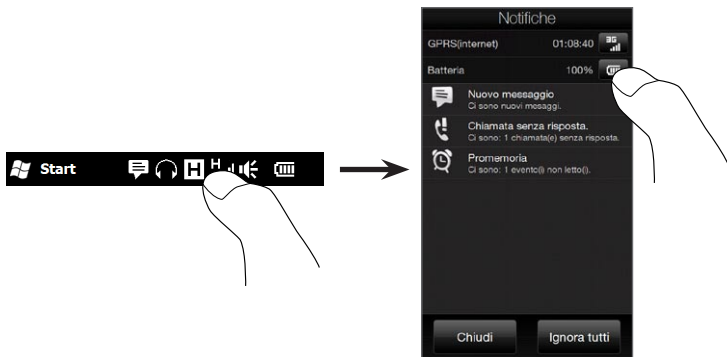 Start
H
H
Notifiche
GPRS(internet) 01:08:40 3G
Batteria 100%
Nuovo messaggio
Ci sono nuovi mesaggi.
Chiamata senza risposta.
Ci sono: 1 chiamata(e) senza risposta.
Promemoria
Ci sono: 1 evento(i) non letto(i).
Chiudi Ignora tutti